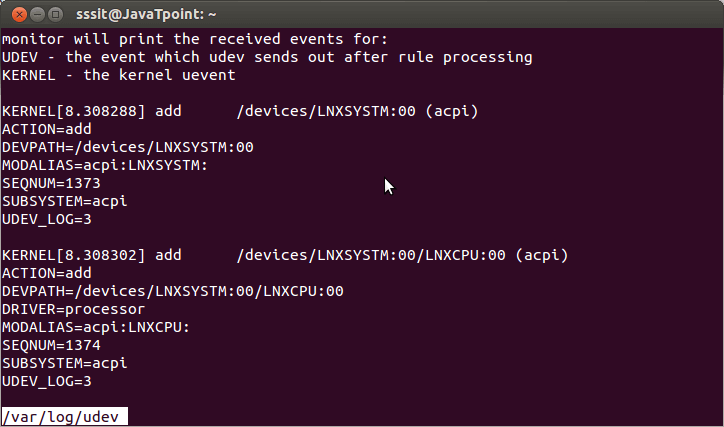 sssit@JavaTpoint: ~
monitor will print the received events for:
UDEV - the event which udev sends out after rule processing
KERNEL - the kernel uevent
KERNEL[8.308288] add      /devices/LNXSYSTM:00 (acpi)
ACTION=add
DEVPATH=/devices/LNXSYSTM:00
MODALIAS=acpi:LNXSYSTM:
SEQNUM=1373
SUBSYSTEM=acpi
UDEV_LOG=3
KERNEL[8.308302] add      /devices/LNXSYSTM:00/LNXCPU:00 (acpi)
ACTION=add
DEVPATH=/devices/LNXSYSTM:00/LNXCPU:00
DRIVER=processor
MODALIAS=acpi:LNXCPU:
SEQNUM=1374
SUBSYSTEM=acpi
UDEV_LOG=3
/var/log/udev